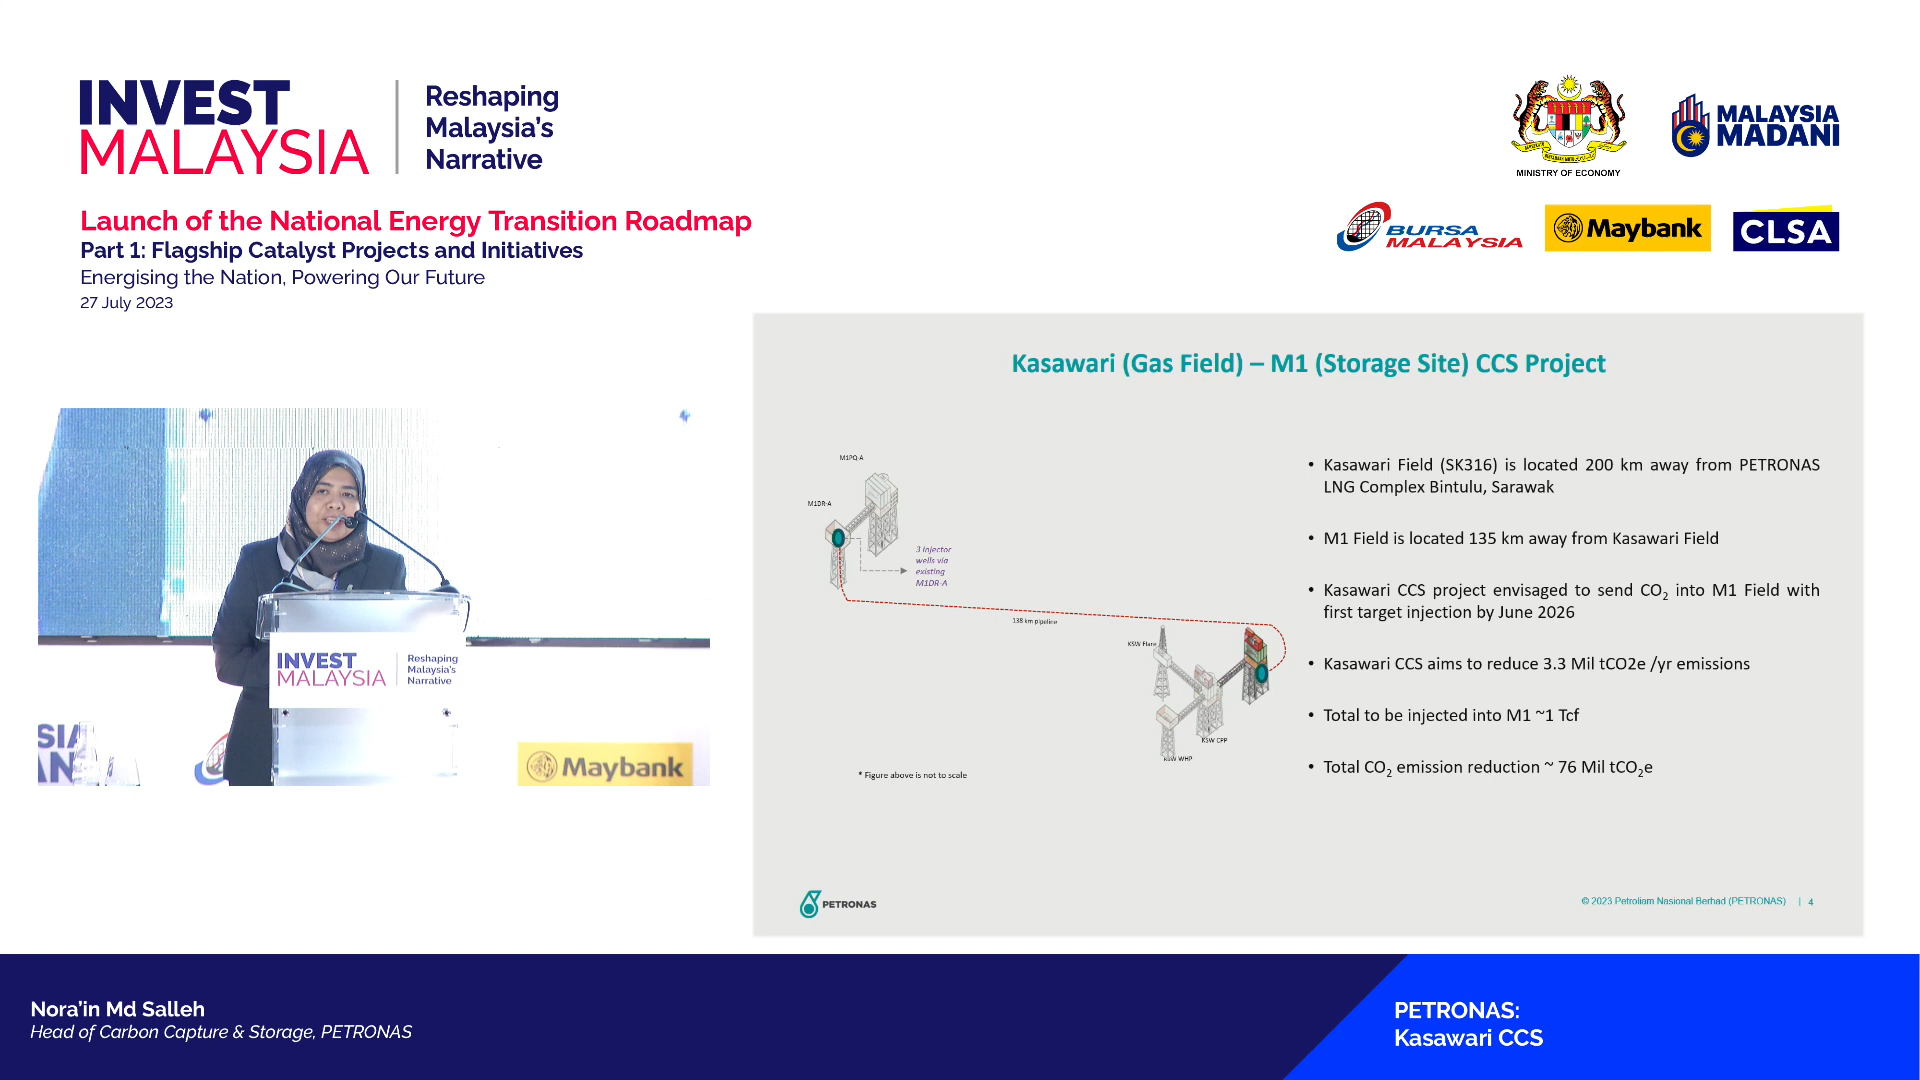 INVEST
MALAYSIA
Reshaping
Malaysia's
Narrative
Launch of the National Energy Transition Roadmap
Part 1: Flagship Catalyst Projects and Initiatives
Energising the Nation, Powering Our Future
27 July 2023
MINISTRY OF ECONOMY
MALAYSIA
MADANI
BURSA
MALAYSIA
Maybank
CLSA
INVEST
MALAYSIA
Reshaping
Malaysia's
Narrative
Maybank
Kasawari (Gas Field) – M1 (Storage Site) CCS Project
M1PQ-A
M1DR-A
3 injector
wells via
existing
M1DR-A
138 km pipeline
KSW Flare
KSW CPP
KSW WHP
* Figure above is not to scale
• Kasawari Field (SK316) is located 200 km away from PETRONAS
LNG Complex Bintulu, Sarawak
• M1 Field is located 135 km away from Kasawari Field
• Kasawari CCS project envisaged to send CO₂ into M1 Field with
first target injection by June 2026
• Kasawari CCS aims to reduce 3.3 Mil tCO2e /yr emissions
• Total to be injected into M1 ~1 Tcf
• Total CO₂ emission reduction ~ 76 Mil tCO₂e
PETRONAS
© 2023 Petroliam Nasional Berhad (PETRONAS) | 4
Nora'in Md Salleh
Head of Carbon Capture & Storage, PETRONAS
PETRONAS:
Kasawari CCS